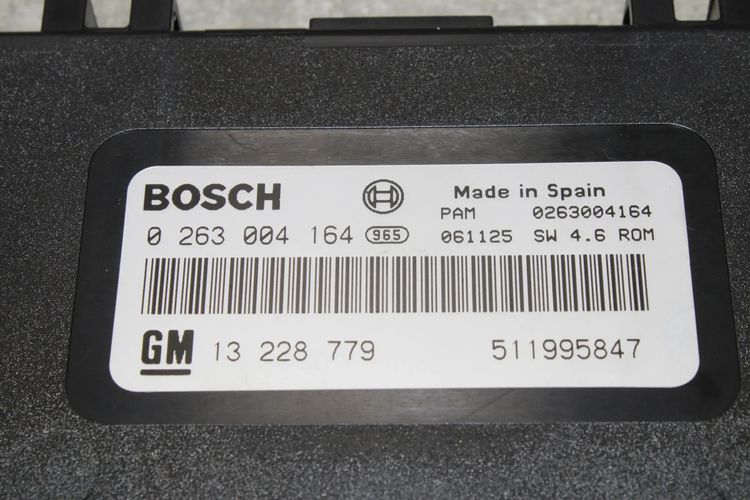 BOSCH Made in Spain
PAM 0263004164
0 263 004 164 965 061125 SW 4.6 ROM
GM 13 228 779 511995847